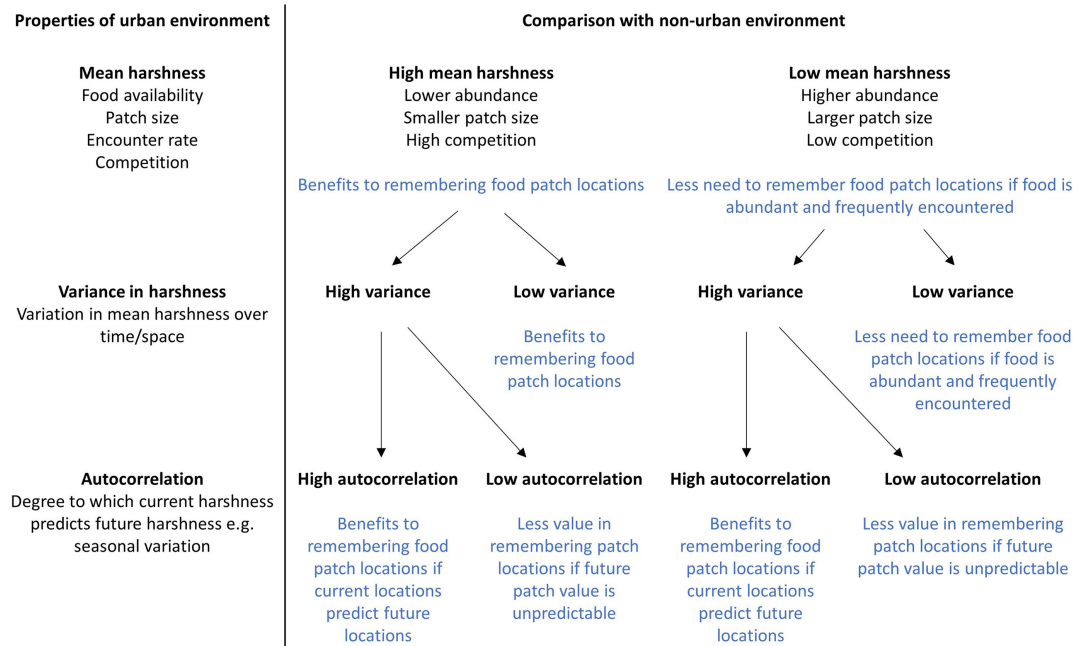 Properties of urban environment
Comparison with non-urban environment
Mean harshness
Food availability
Patch size
Encounter rate
Competition
High mean harshness
Lower abundance
Smaller patch size
High competition
Benefits to remembering food patch locations
Low mean harshness
Higher abundance
Larger patch size
Low competition
Less need to remember food patch locations if food is
abundant and frequently encountered
Variance in harshness
Variation in mean harshness over
time/space
High variance
Low variance
Benefits to
remembering food
patch locations
High variance
Low variance
Less need to remember food
patch locations if food is
abundant and frequently
encountered
Autocorrelation
Degree to which current harshness
predicts future harshness e.g.
seasonal variation
High autocorrelation
Benefits to
remembering food
patch locations if
current locations
predict future
locations
Low autocorrelation
Less value in
remembering patch
locations if future
patch value is
unpredictable
High autocorrelation
Benefits to
remembering food
patch locations if
current locations
predict future
locations
Low autocorrelation
Less value in remembering
patch locations if future
patch value is unpredictable